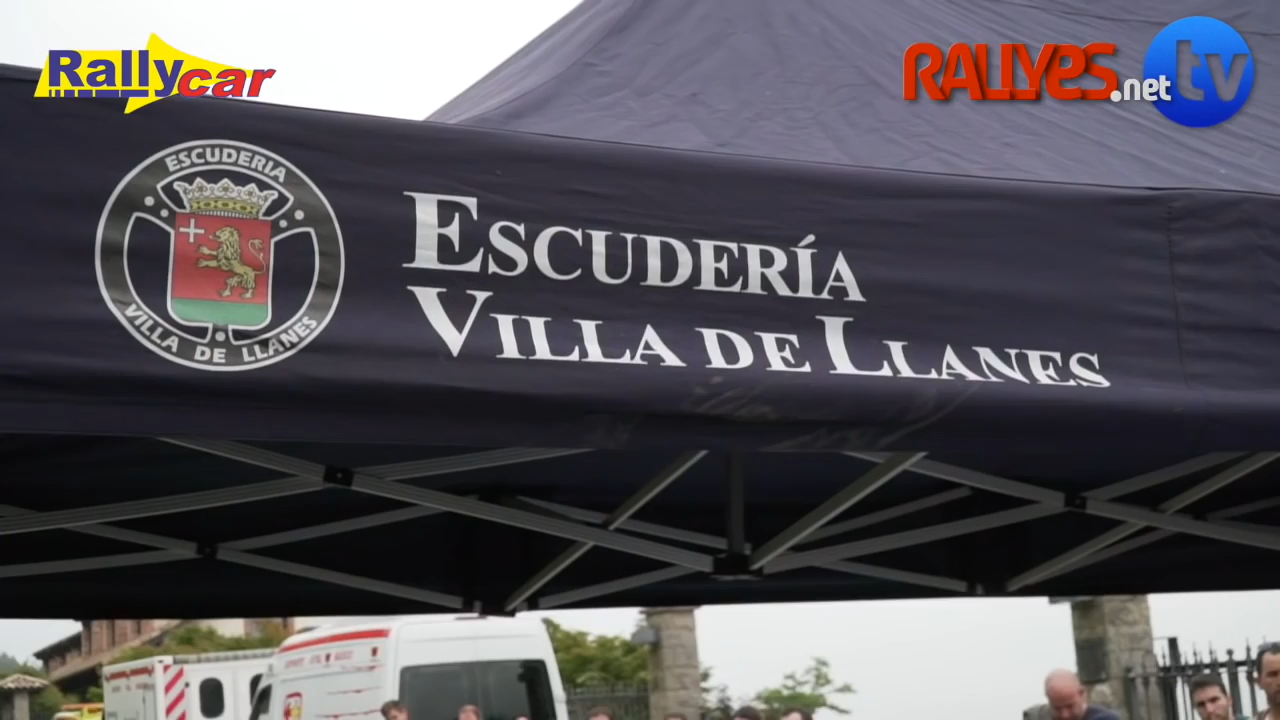 Rallycar
RALLYES.net tv
ESCUDERIA
VILLA DE LLANES
ESCUDERÍA
VILLA DE LLANES